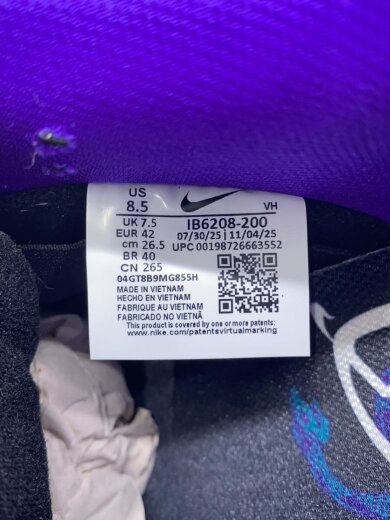 US
8.5
VH
UK 7.5
IB6208-200
EUR 42
07/30/25 | 11/04/25
cm 26.5
UPC 00198726663552
BR 40
CN 265
04GT8B9MG855H
MADE IN VIETNAM
HECHO EN VIETNAM
FABRIQUE AU VIETNAM
FABRICADO NO VIETNÃ
This product is covered by one or more patents:
www.nike.com/patentsvirtualmarking